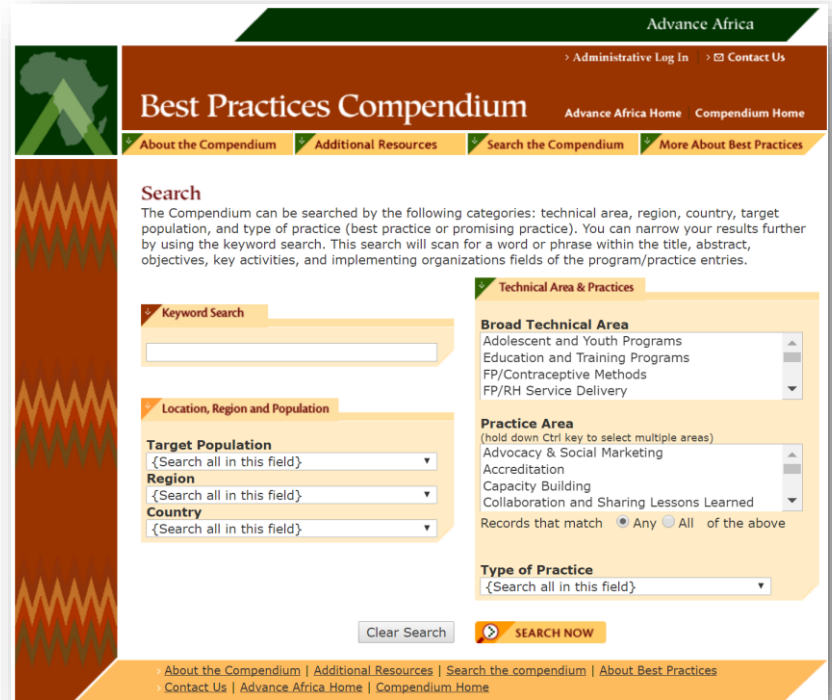 Advance Africa
› Administrative Log In › Contact Us
Best Practices Compendium
Advance Africa Home Compendium Home
About the Compendium Additional Resources Search the Compendium More About Best Practices
Search
The Compendium can be searched by the following categories: technical area, region, country, target
population, and type of practice (best practice or promising practice). You can narrow your results further
by using the keyword search. This search will scan for a word or phrase within the title, abstract,
objectives, key activities, and implementing organizations fields of the program/practice entries.
Keyword Search
Location, Region and Population
Target Population
{Search all in this field}
Region
{Search all in this field}
Country
{Search all in this field}
Technical Area & Practices
Broad Technical Area
Adolescent and Youth Programs
Education and Training Programs
FP/Contraceptive Methods
FP/RH Service Delivery
Practice Area
(hold down Ctrl key to select multiple areas)
Advocacy & Social Marketing
Accreditation
Capacity Building
Collaboration and Sharing Lessons Learned
Records that match Any All of the above
Type of Practice
{Search all in this field}
Clear Search SEARCH NOW
› About the Compendium | Additional Resources | Search the compendium | About Best Practices
› Contact Us | Advance Africa Home | Compendium Home